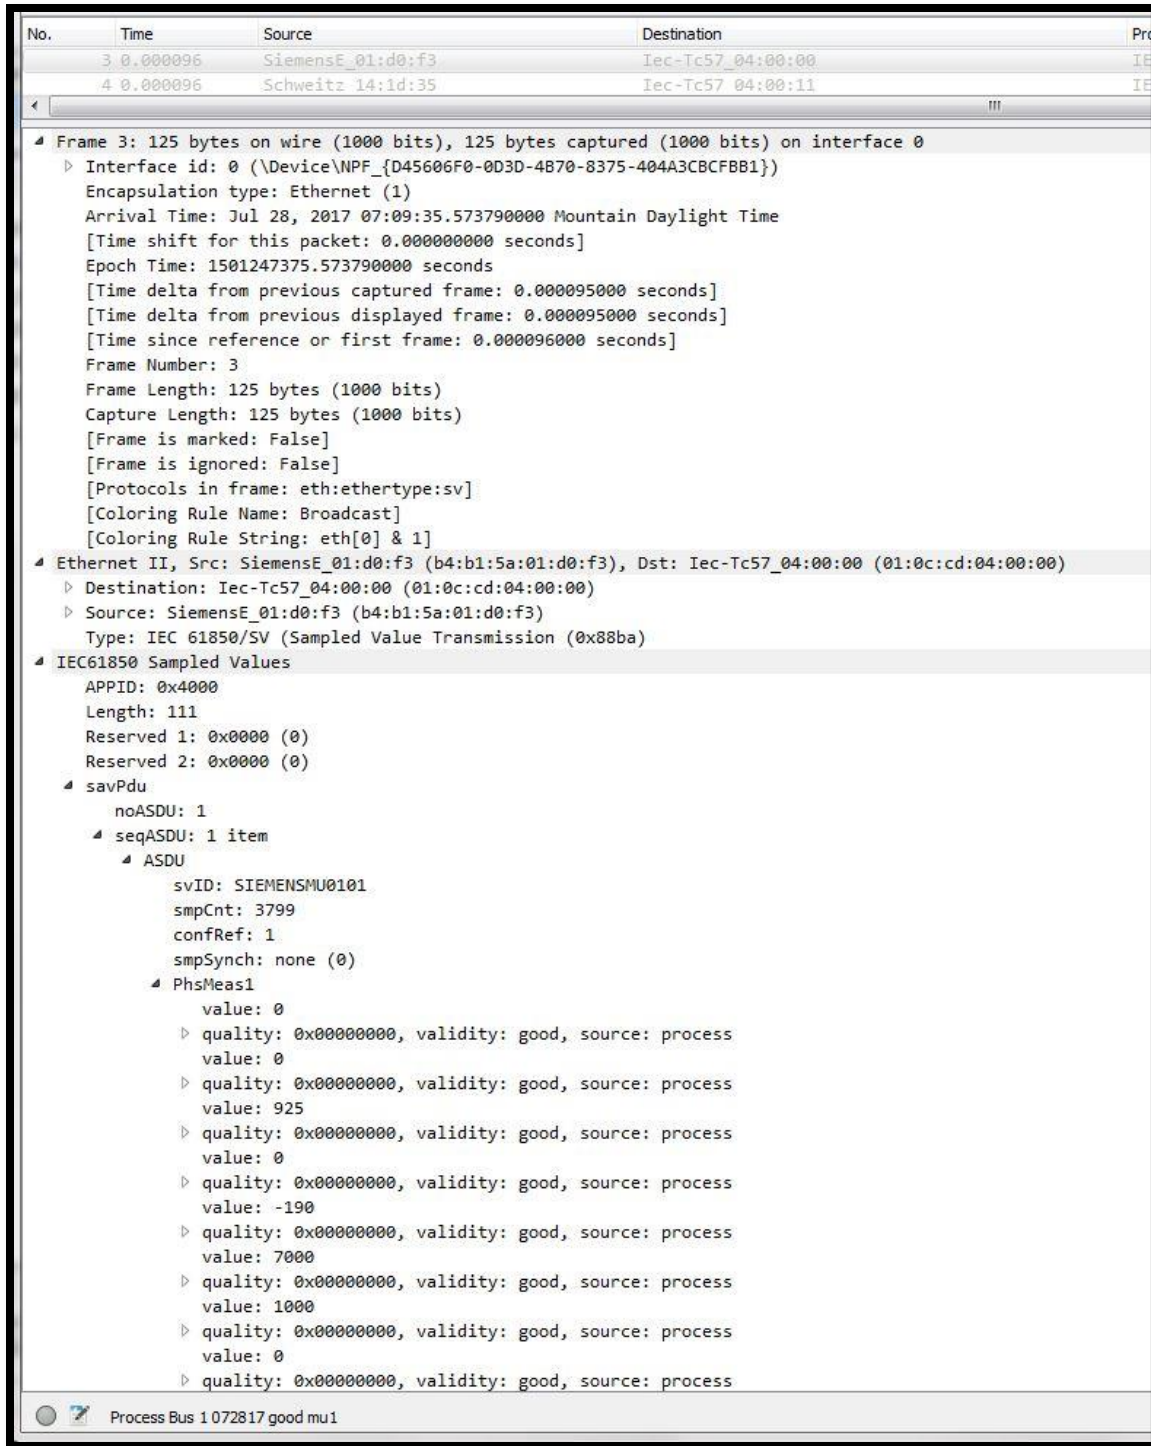 No. Time Source Destination Pro
3 0.000096 SiemensE_01:d0:f3 Iec-Tc57_04:00:00 IE
4 0.000096 Schweitz 14:1d:35 Iec-Tc57 04:00:11 IE
Frame 3: 125 bytes on wire (1000 bits), 125 bytes captured (1000 bits) on interface 0
Interface id: 0 (\Device\NPF_{D45606F0-0D3D-4B70-8375-404A3CBCFBB1})
Encapsulation type: Ethernet (1)
Arrival Time: Jul 28, 2017 07:09:35.573790000 Mountain Daylight Time
[Time shift for this packet: 0.000000000 seconds]
Epoch Time: 1501247375.573790000 seconds
[Time delta from previous captured frame: 0.000095000 seconds]
[Time delta from previous displayed frame: 0.000095000 seconds]
[Time since reference or first frame: 0.000096000 seconds]
Frame Number: 3
Frame Length: 125 bytes (1000 bits)
Capture Length: 125 bytes (1000 bits)
[Frame is marked: False]
[Frame is ignored: False]
[Protocols in frame: eth:ethertype:sv]
[Coloring Rule Name: Broadcast]
[Coloring Rule String: eth[0] & 1]
Ethernet II, Src: SiemensE_01:d0:f3 (b4:b1:5a:01:d0:f3), Dst: Iec-Tc57_04:00:00 (01:0c:cd:04:00:00)
Destination: Iec-Tc57_04:00:00 (01:0c:cd:04:00:00)
Source: SiemensE_01:d0:f3 (b4:b1:5a:01:d0:f3)
Type: IEC 61850/SV (Sampled Value Transmission (0x88ba)
IEC61850 Sampled Values
APPID: 0x4000
Length: 111
Reserved 1: 0x0000 (0)
Reserved 2: 0x0000 (0)
savPdu
noASDU: 1
seqASDU: 1 item
ASDU
svID: SIEMENSMU0101
smpCnt: 3799
confRef: 1
smpSynch: none (0)
PhsMeas1
value: 0
quality: 0x00000000, validity: good, source: process
value: 0
quality: 0x00000000, validity: good, source: process
value: 925
quality: 0x00000000, validity: good, source: process
value: 0
quality: 0x00000000, validity: good, source: process
value: -190
quality: 0x00000000, validity: good, source: process
value: 7000
quality: 0x00000000, validity: good, source: process
value: 1000
quality: 0x00000000, validity: good, source: process
value: 0
quality: 0x00000000, validity: good, source: process
Process Bus 1 072817 good mu1